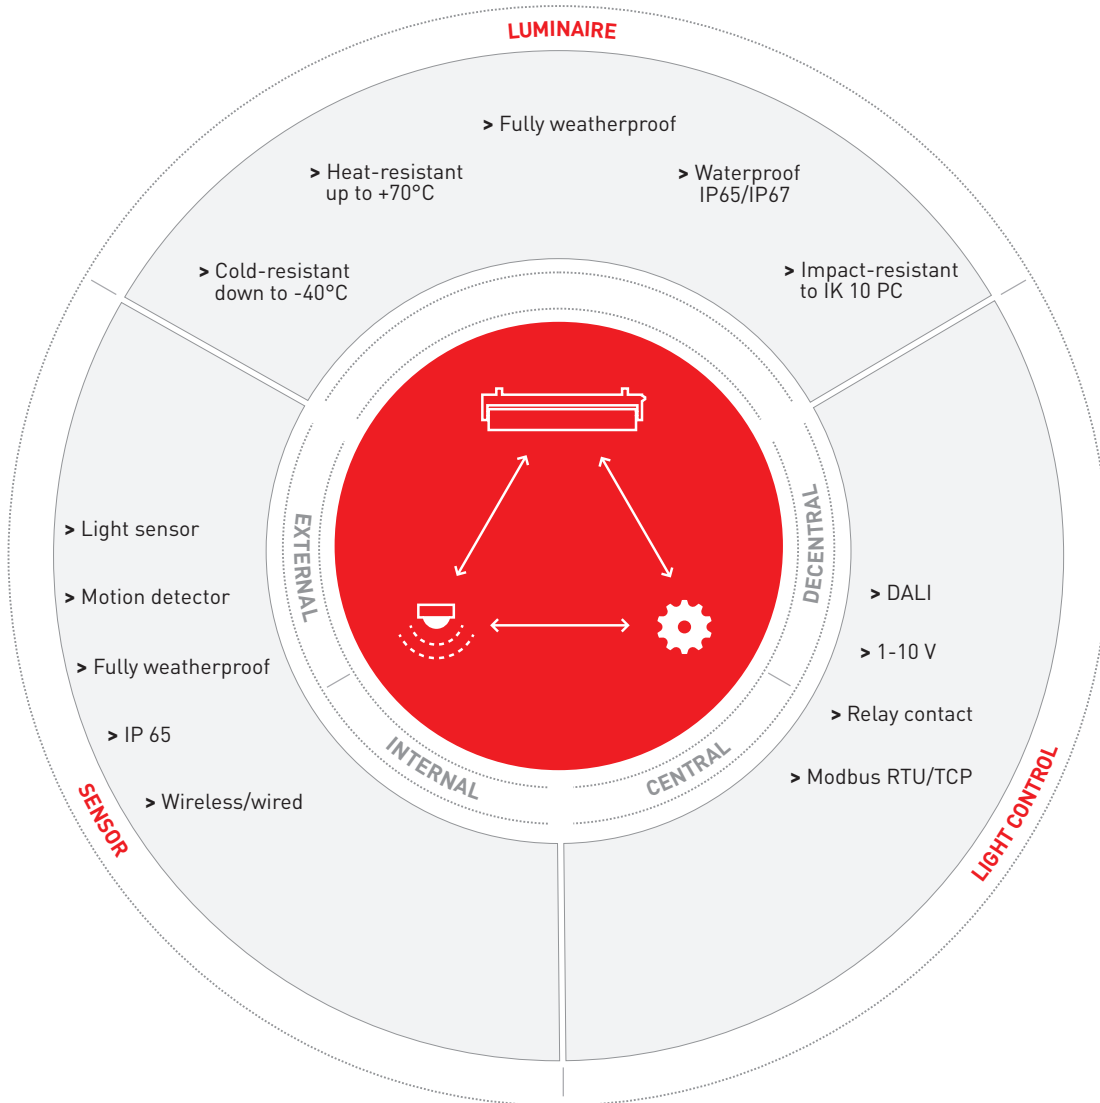 LUMINAIRE
> Fully weatherproof
> Heat-resistant
up to +70°C
> Waterproof
IP65/IP67
> Cold-resistant
down to -40°C
> Impact-resistant
to IK 10 PC
EXTERNAL
DECENTRAL
INTERNAL
CENTRAL
> Light sensor
> Motion detector
> Fully weatherproof
> IP 65
> Wireless/wired
SENSOR
> DALI
> 1-10 V
> Relay contact
> Modbus RTU/TCP
LIGHT CONTROL